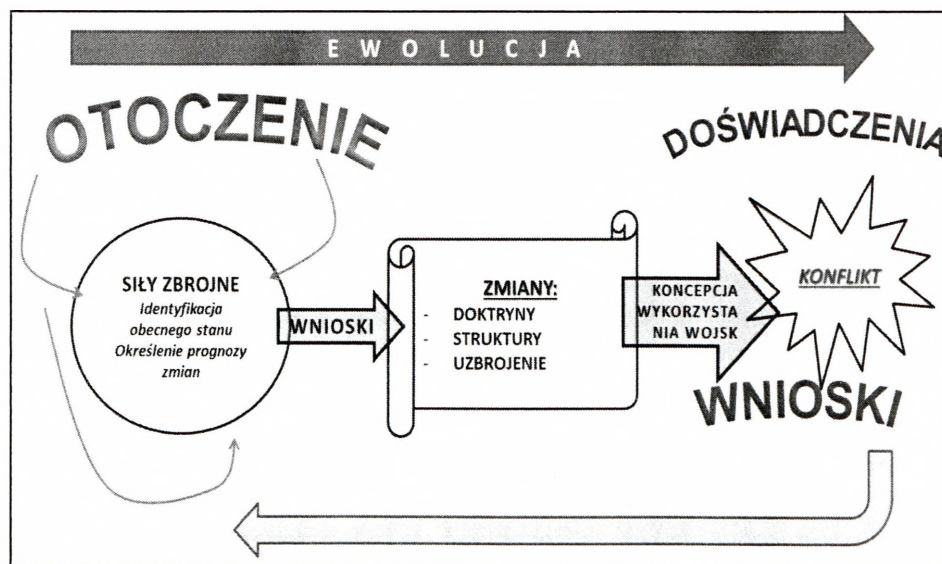 EWOLUCJA
OTOCZENIE
DOŚWIADCZENIA
SIŁY ZBROJNE
Identyfikacja
obecnego stanu
Określenie prognozy
zmian
WNIOSKI
ZMIANY:
- DOKTRYNY
- STRUKTURY
- UZBROJENIE
KONCEPCJA
WYKORZYSTA
NIA WOJSK
KONFLIKT
WNIOSKI